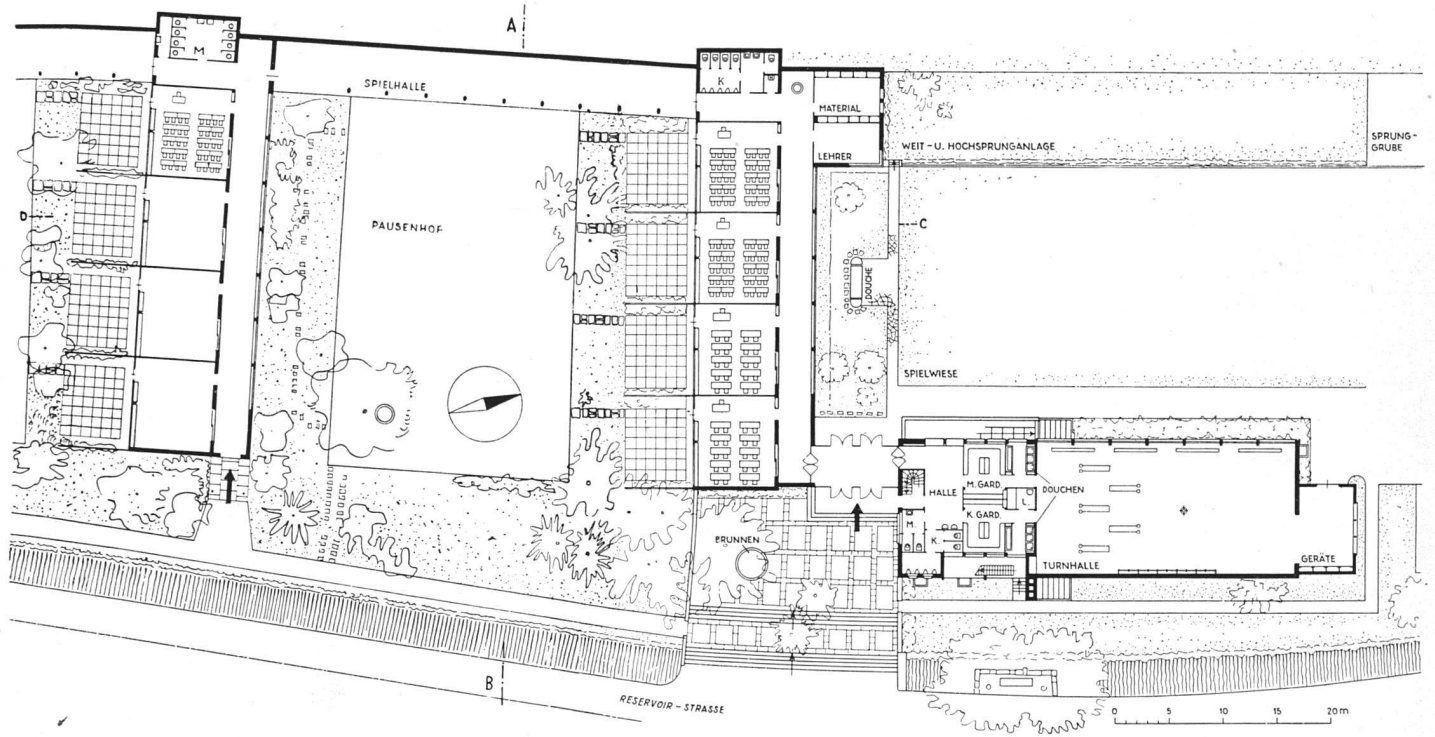 A
M
SPIELHALLE
K
MATERIAL
LEHRER
WEIT - U. HOCHSPRUNGANLAGE
SPRUNG-
GRUBE
D
C
PAUSENHOF
DOUCHE
SPIELWIESE
HALLE
M. GARD.
DOUCHEN
L.
K. GARD.
M.
K.
BRUNNEN
TURNHALLE
GERÄTE
B
RESERVOIR - STRASSE
0 5 10 15 20 m